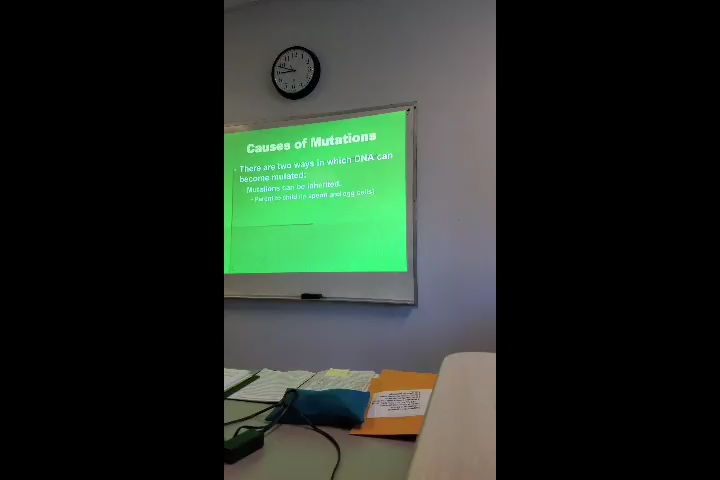 Causes of Mutations
• There are two ways in which DNA can
become mutated:
Mutations can be inherited.
• Parent to child (in sperm and egg cells)